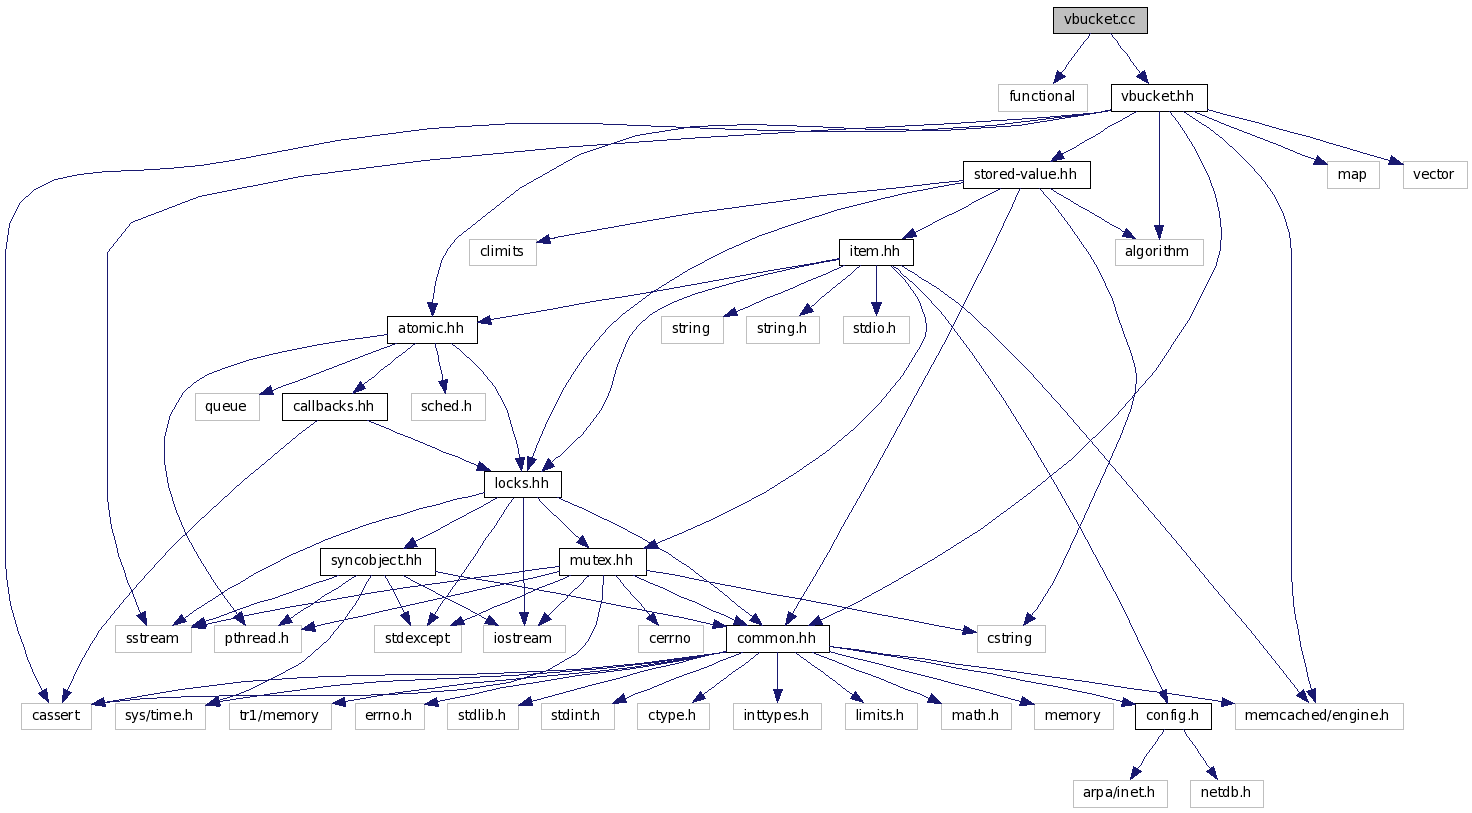 vbucket.cc
functional
vbucket.hh
stored-value.hh
map
vector
climits
item.hh
algorithm
atomic.hh
string
string.h
stdio.h
queue
callbacks.hh
sched.h
locks.hh
syncobject.hh
mutex.hh
sstream
pthread.h
stdexcept
iostream
cerrno
common.hh
cstring
cassert
sys/time.h
tr1/memory
errno.h
stdlib.h
stdint.h
ctype.h
inttypes.h
limits.h
math.h
memory
config.h
memcached/engine.h
arpa/inet.h
netdb.h